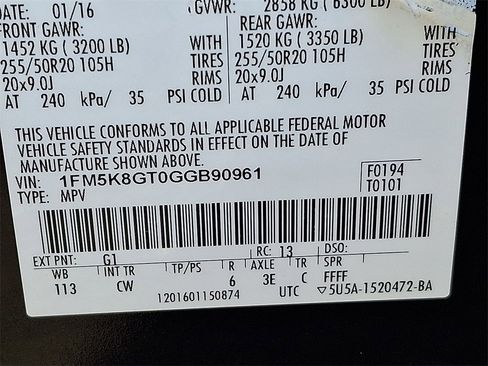 DATE: 01/16 GVWR: 2858 KG ( 6300 LB)
FRONT GAWR: REAR GAWR:
1452 KG ( 3200 LB) WITH 1520 KG ( 3350 LB) WITH
255/50R20 105H TIRES 255/50R20 105H TIRES
20x9.0J RIMS 20x9.0J RIMS
AT 240 kPa/ 35 PSI COLD AT 240 kPa/ 35 PSI COLD
THIS VEHICLE CONFORMS TO ALL APPLICABLE FEDERAL MOTOR
VEHICLE SAFETY STANDARDS IN EFFECT ON THE DATE OF
MANUFACTURE SHOWN ABOVE.
VIN: 1FM5K8GT0GGB90961 F0194
TYPE: MPV T0101
EXT PNT: G1 RC: 13 DSO:
WB INT TR TP/PS R AXLE TR SPR
113 CW 6 3E C FFFF
1201601150874 UTC ▽5U5A-1520472-BA